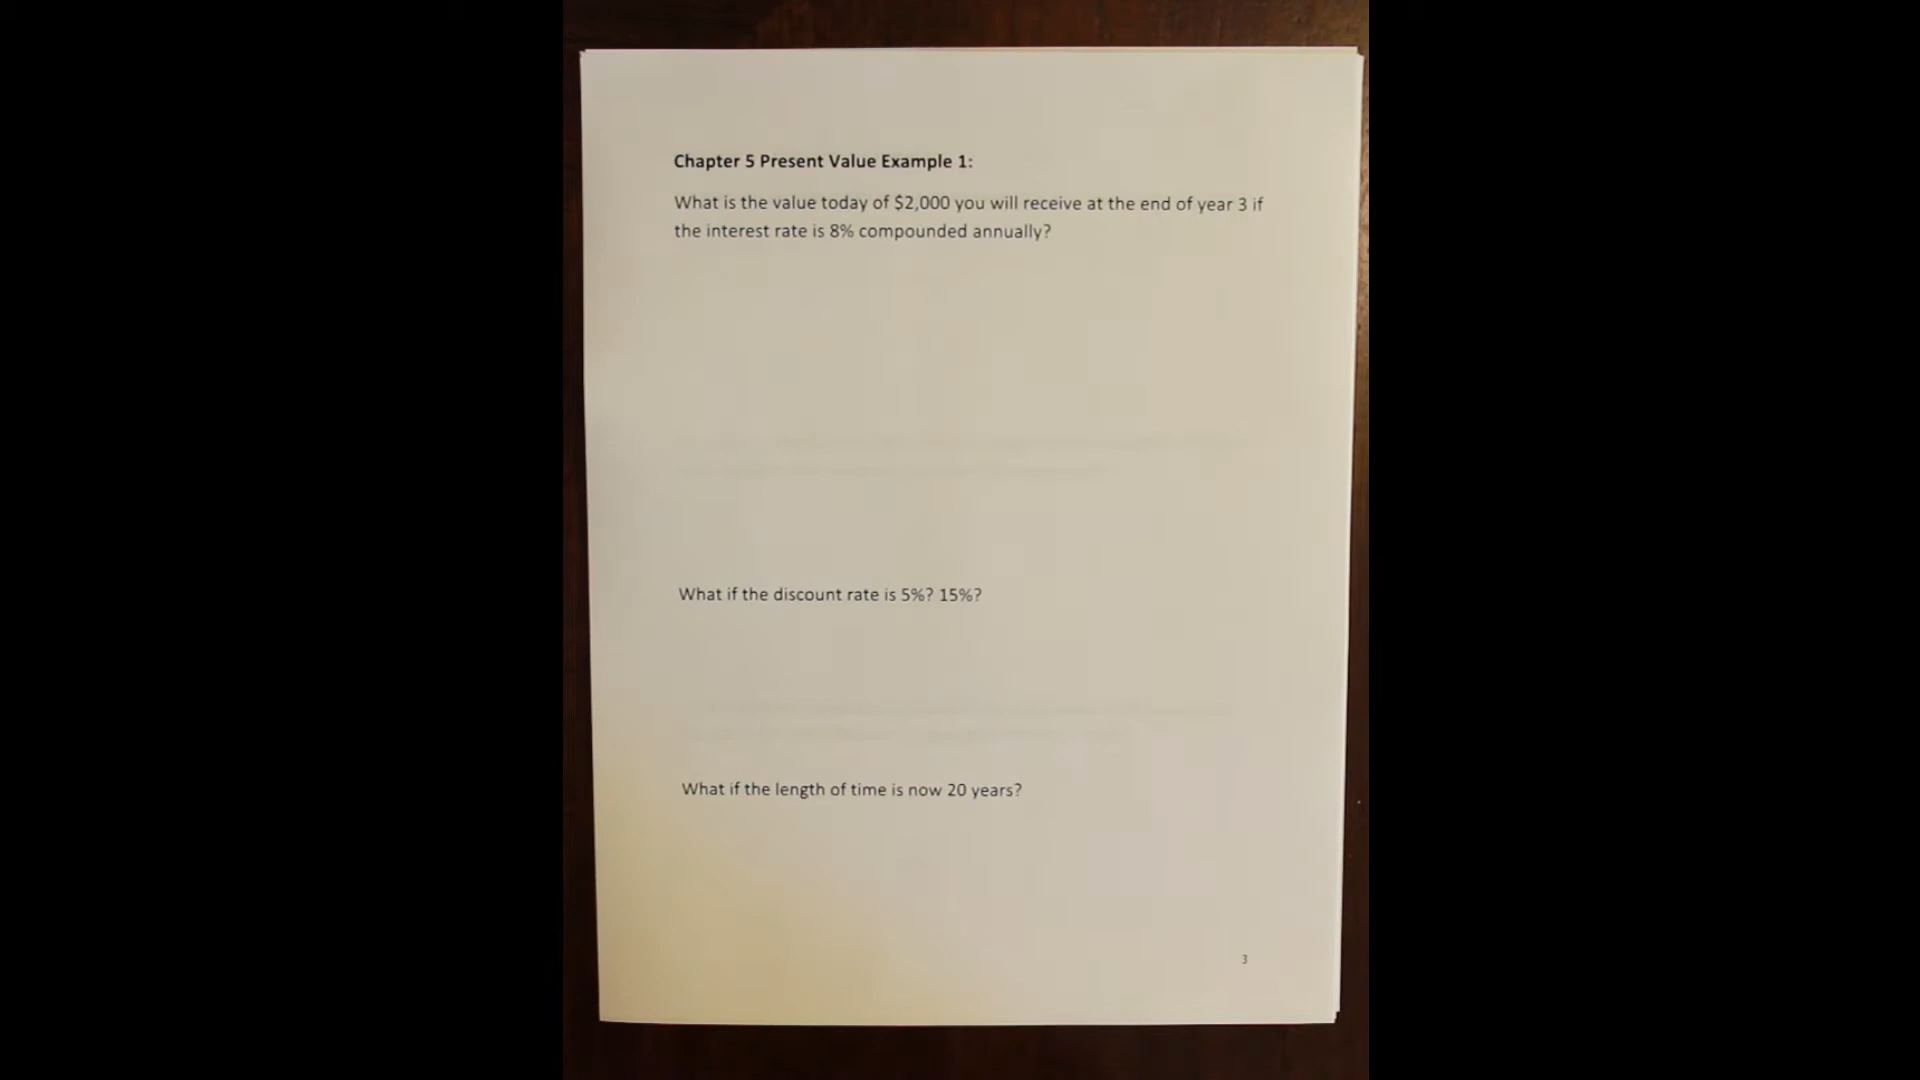 Chapter 5 Present Value Example 1:
What is the value today of $2,000 you will receive at the end of year 3 if
the interest rate is 8% compounded annually?
What if the discount rate is 5%? 15%?
What if the length of time is now 20 years?
3